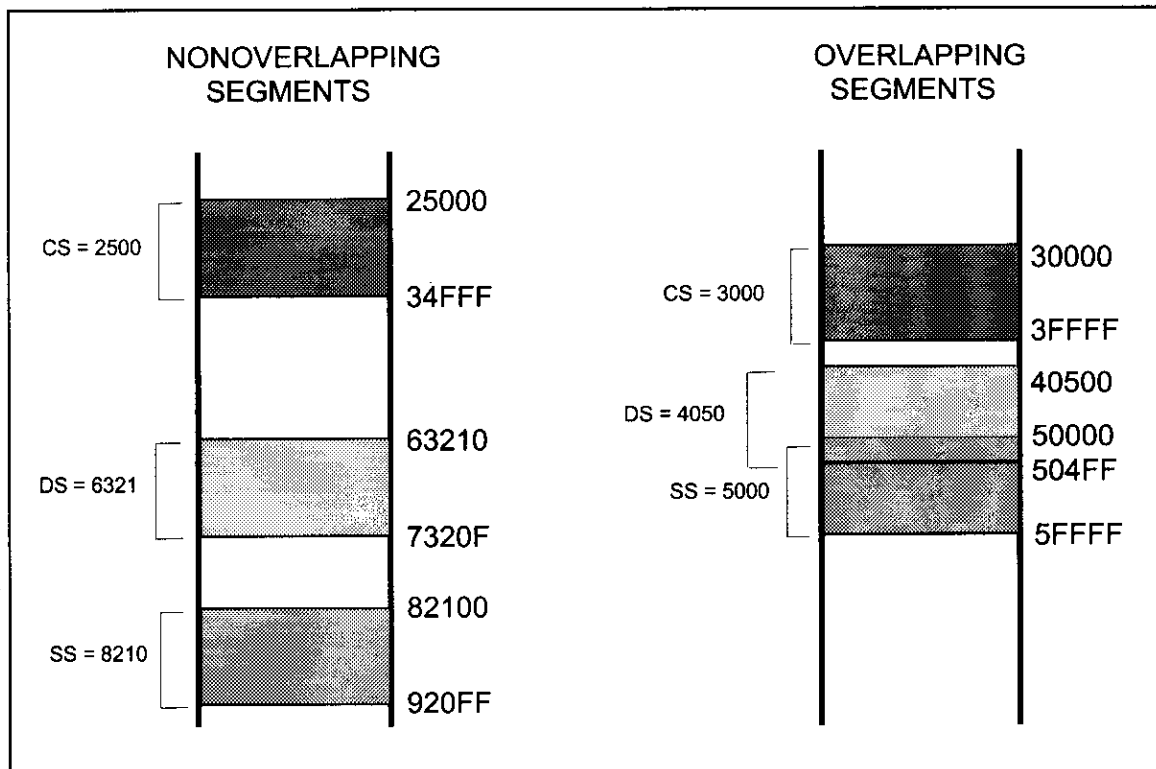 NONOVERLAPPING
SEGMENTS
25000
CS = 2500
34FFF
63210
DS = 6321
7320F
82100
SS = 8210
920FF
OVERLAPPING
SEGMENTS
30000
CS = 3000
3FFFF
40500
DS = 4050
50000
504FF
SS = 5000
5FFFF